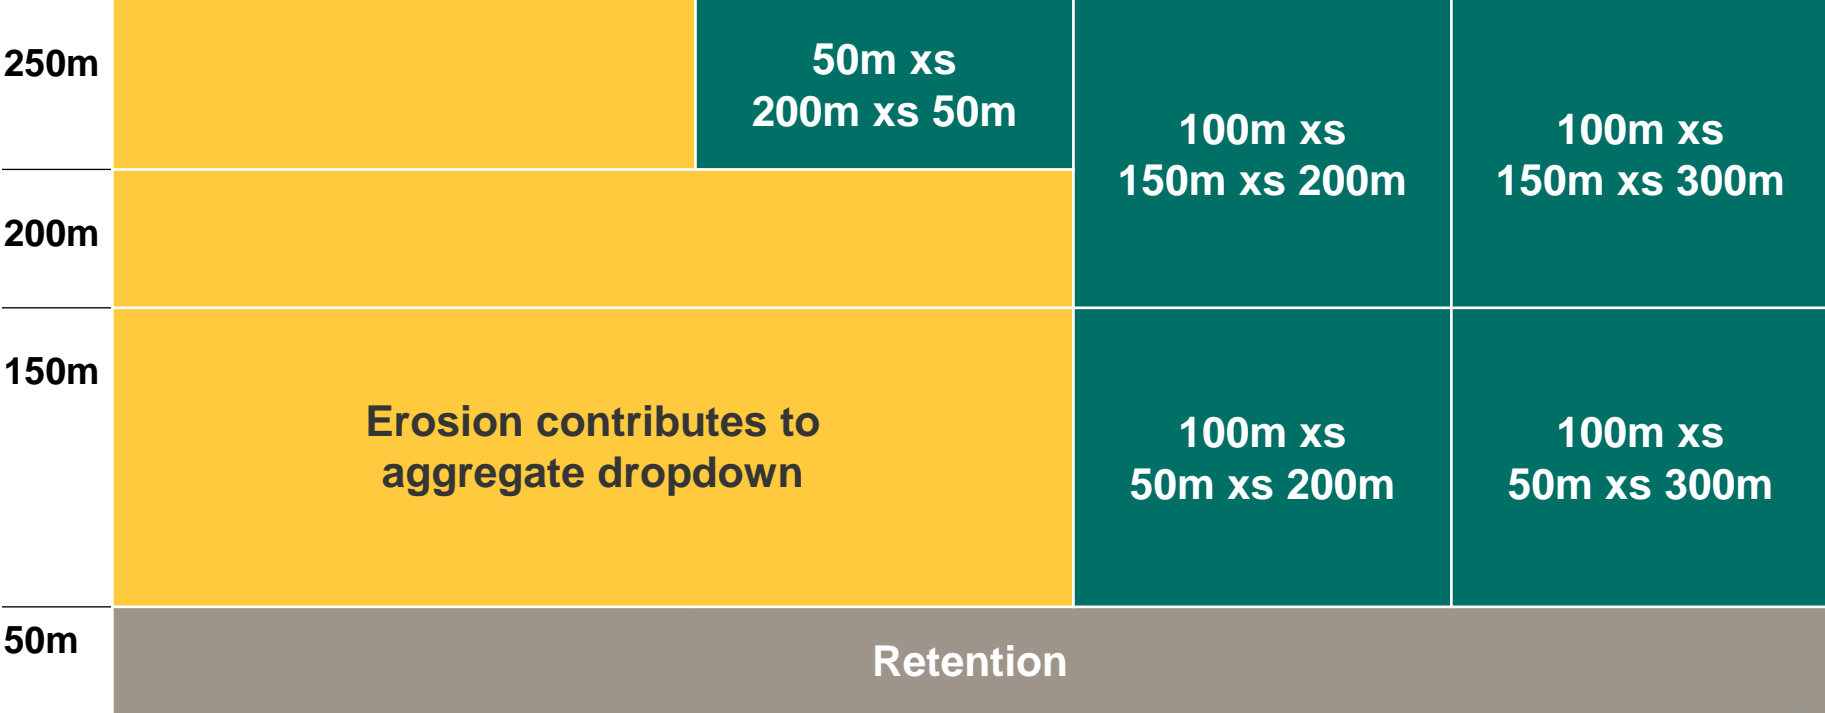 250m
50m xs
200m xs 50m
100m xs
150m xs 200m
100m xs
150m xs 300m
200m
150m
Erosion contributes to
aggregate dropdown
100m xs
50m xs 200m
100m xs
50m xs 300m
50m
Retention